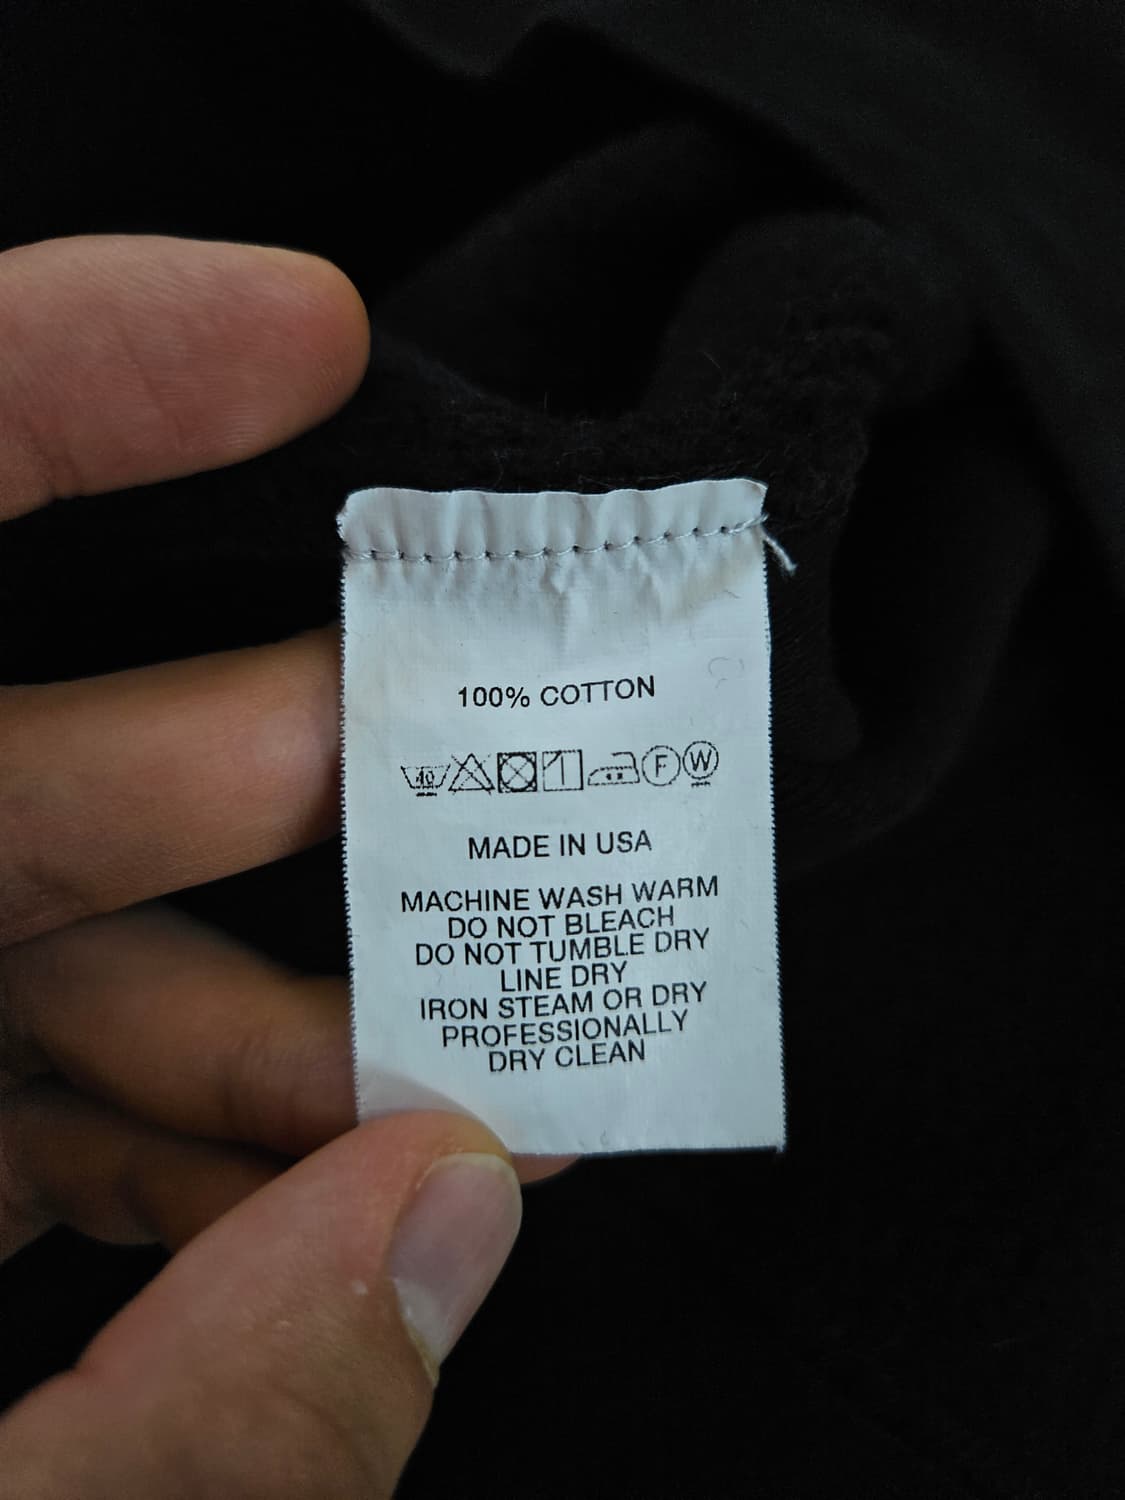 100% COTTON
40 F W
MADE IN USA
MACHINE WASH WARM
DO NOT BLEACH
DO NOT TUMBLE DRY
LINE DRY
IRON STEAM OR DRY
PROFESSIONALLY
DRY CLEAN